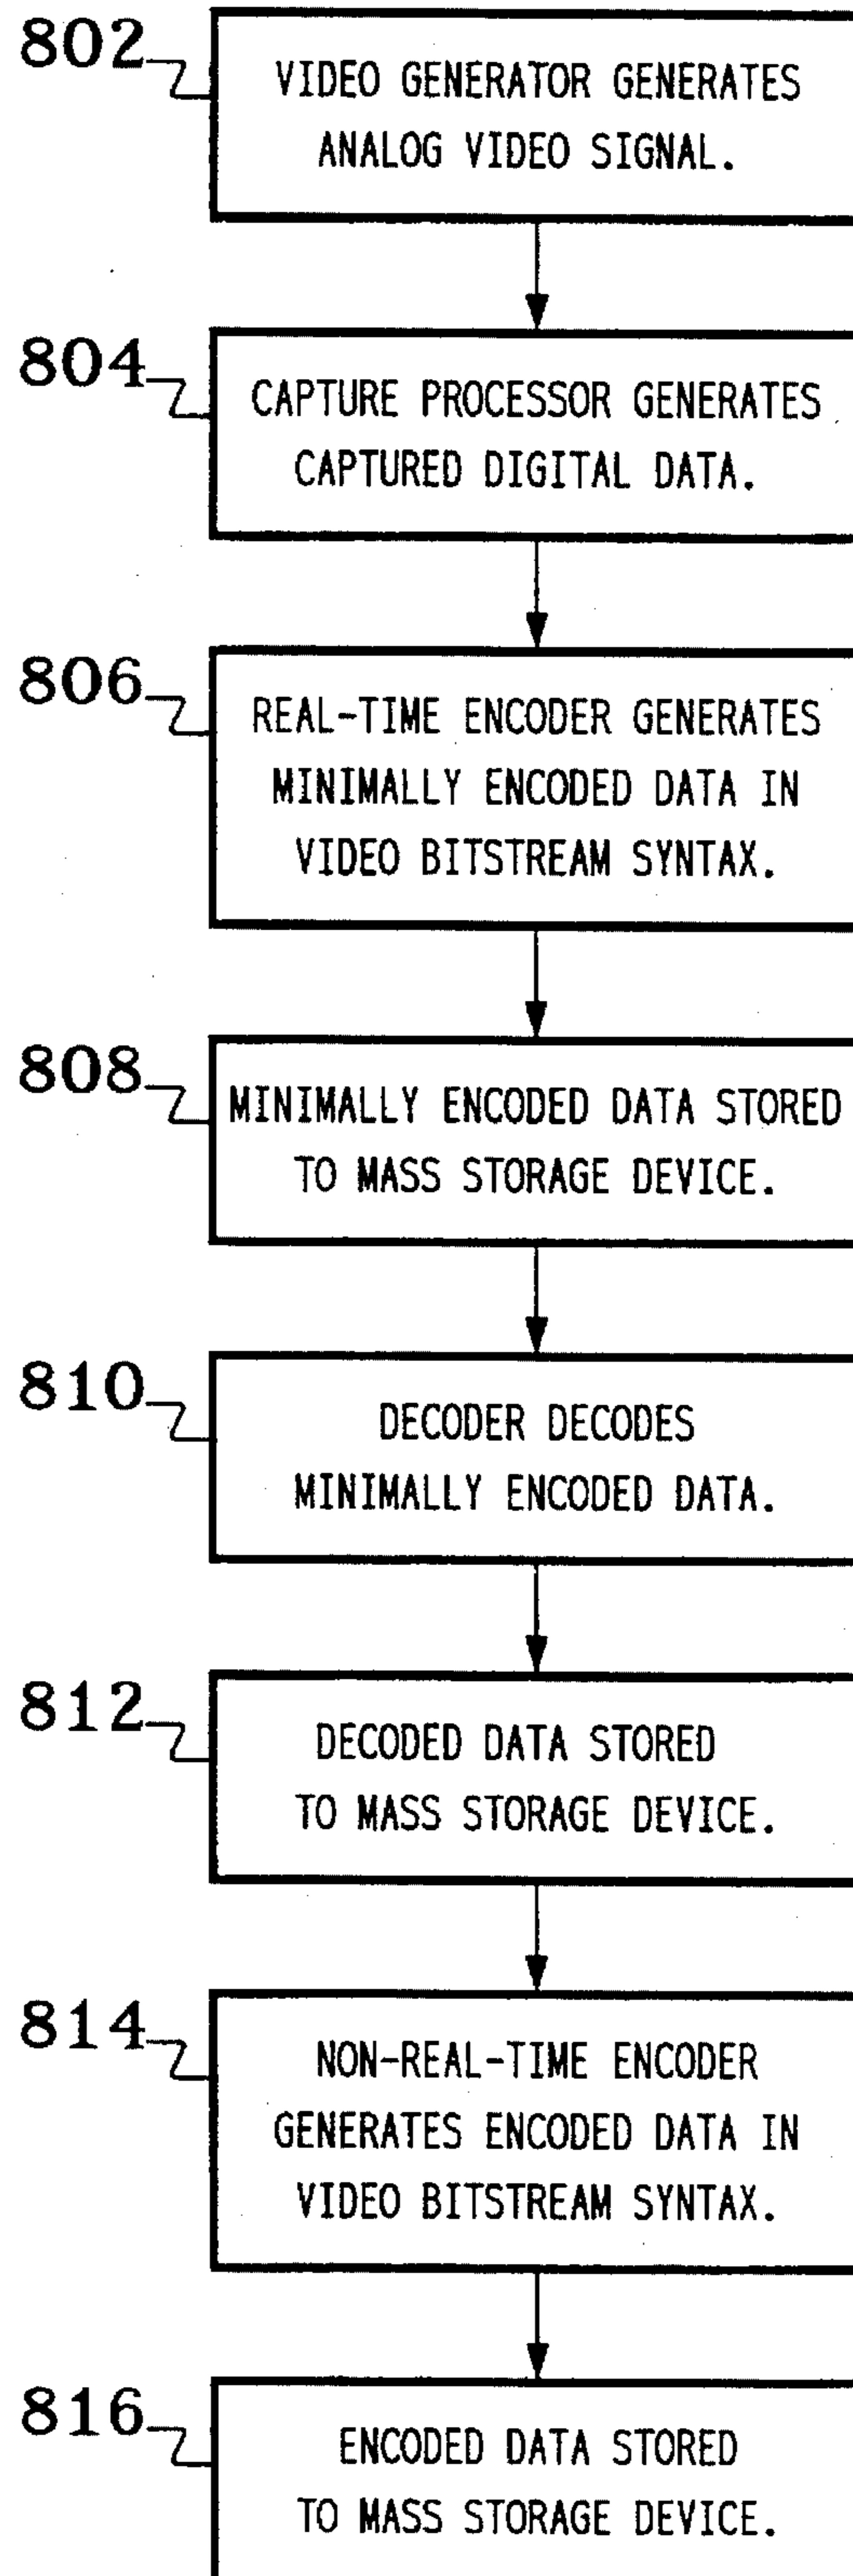 802
VIDEO GENERATOR GENERATES
ANALOG VIDEO SIGNAL.
804
CAPTURE PROCESSOR GENERATES
CAPTURED DIGITAL DATA.
806
REAL-TIME ENCODER GENERATES
MINIMALLY ENCODED DATA IN
VIDEO BITSTREAM SYNTAX.
808
MINIMALLY ENCODED DATA STORED
TO MASS STORAGE DEVICE.
810
DECODER DECODES
MINIMALLY ENCODED DATA.
812
DECODED DATA STORED
TO MASS STORAGE DEVICE.
814
NON-REAL-TIME ENCODER
GENERATES ENCODED DATA IN
VIDEO BITSTREAM SYNTAX.
816
ENCODED DATA STORED
TO MASS STORAGE DEVICE.